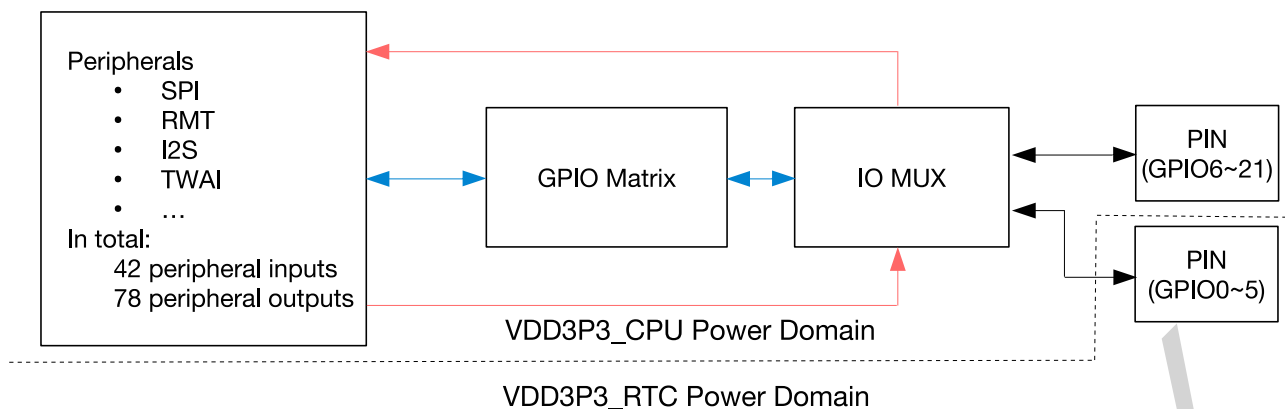 Peripherals
• SPI
• RMT
• I2S
• TWAI
• …
In total:
42 peripheral inputs
78 peripheral outputs
GPIO Matrix
IO MUX
PIN
(GPIO6~21)
PIN
(GPIO0~5)
VDD3P3_CPU Power Domain
VDD3P3_RTC Power Domain